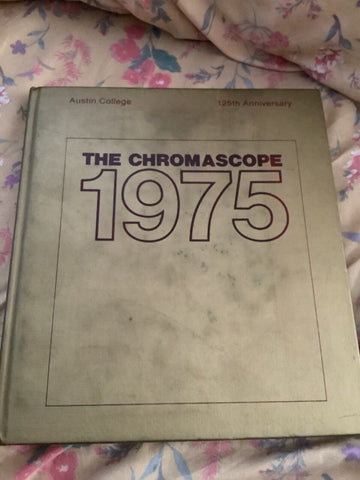 Austin College 125th Anniversary
THE CHROMASCOPE
1975